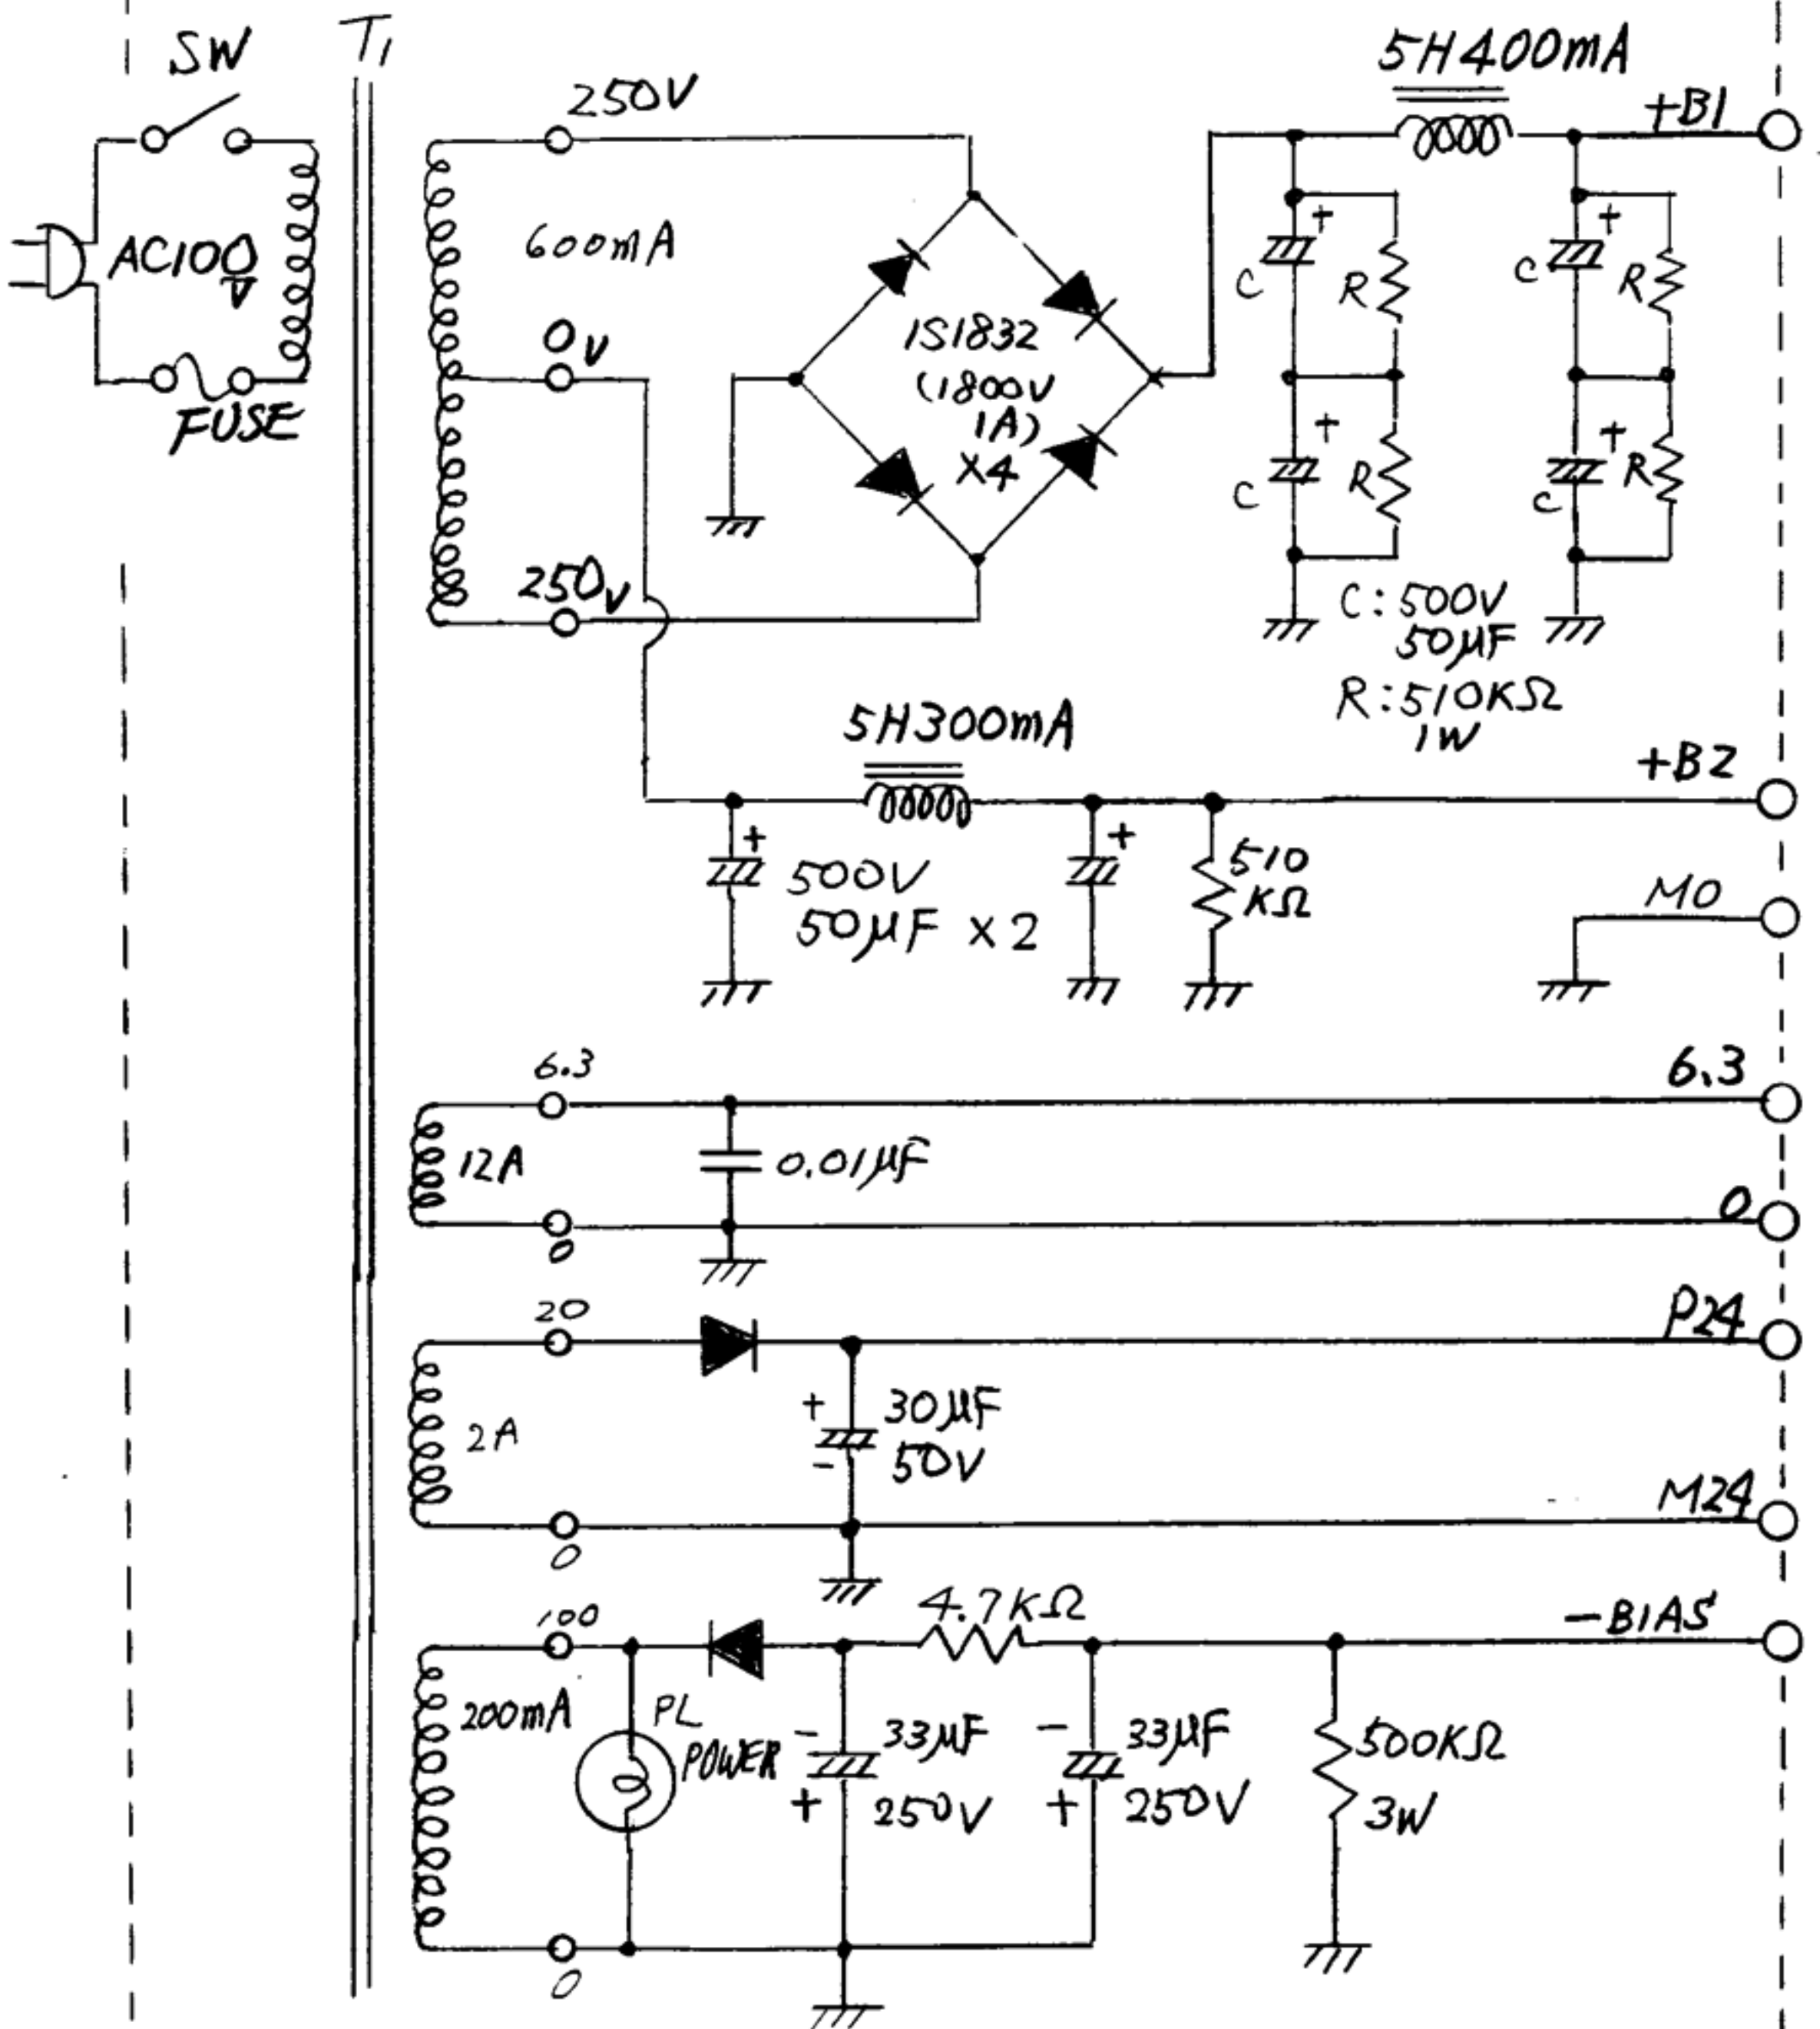 SW
T1
5H400mA
250V
+B1
600mA
AC100
V
+
+
C
R
C
R
0V
1S1832
(1800V
1A)
X4
FUSE
+
+
C
R
C
R
250V
C:500V
50μF
R:510KΩ
1W
5H300mA
+B2
+
500V
50μF X2
+
510
KΩ
M0
6.3
6.3
12A
0.01μF
0
0
20
P24
2A
+
30μF
-
50V
M24
0
100
4.7KΩ
-BIAS
200mA
PL
POWER
-
33μF
+
250V
-
33μF
+
250V
500KΩ
3W
0